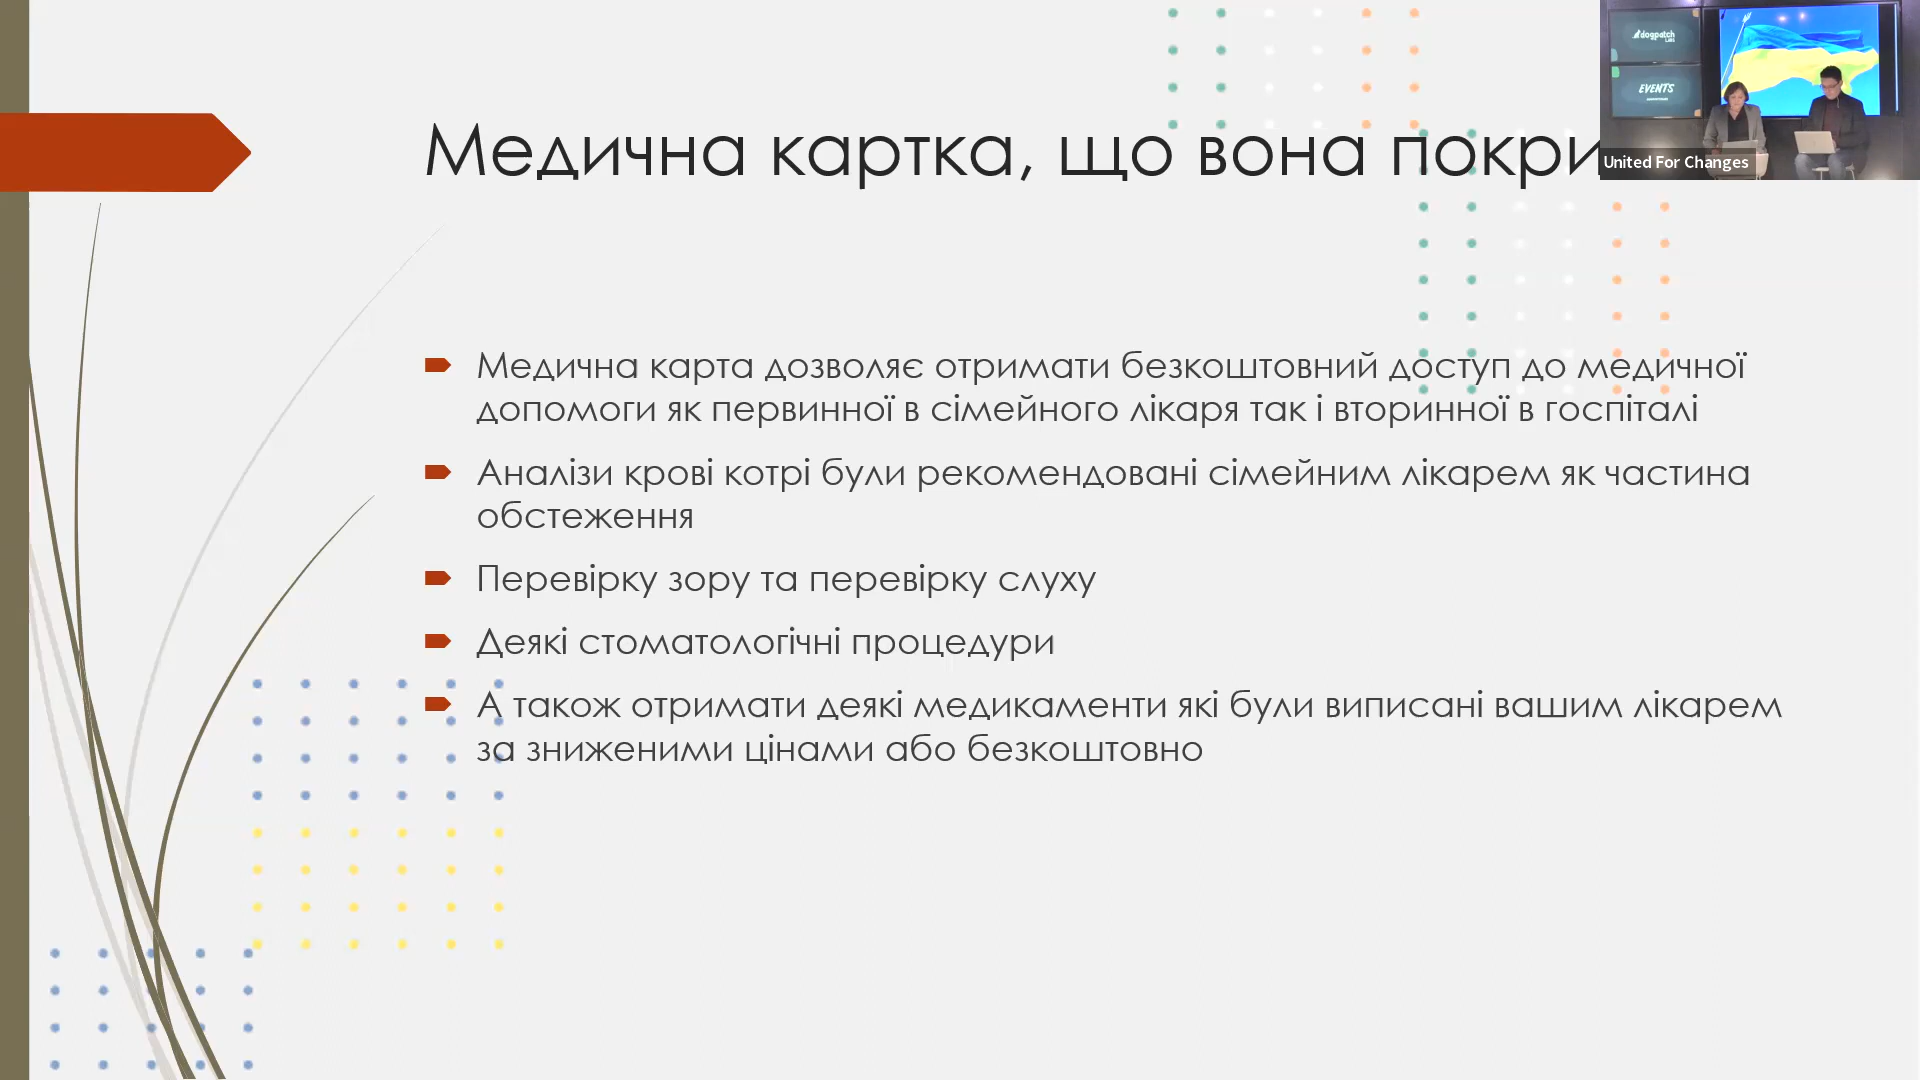 Медична картка, що вона
dogpatch
LABS
EVENTS
United For Changes
Медична карта дозволяє отримати безкоштовний доступ до медичної
допомоги як первинної в сімейного лікаря так і вторинної в госпіталі
Аналізи крові котрі були рекомендовані сімейним лікарем як частина
обстеження
Перевірку зору та перевірку слуху
Деякі стоматологічні процедури
А також отримати деякі медикаменти які були виписані вашим лікарем
за зниженими цінами або безкоштовно